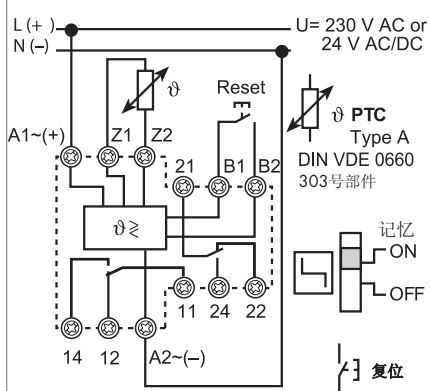 L (+)
U= 230 V AC or
N (–)
24 V AC/DC
ϑ
Reset
ϑ PTC
A1~(+)
Z1
Z2
Type A
DIN VDE 0660
21
B1
B2
303号部件
ϑ≥
记忆
ON
OFF
11
24
22
14
12
A2~(–)
复位